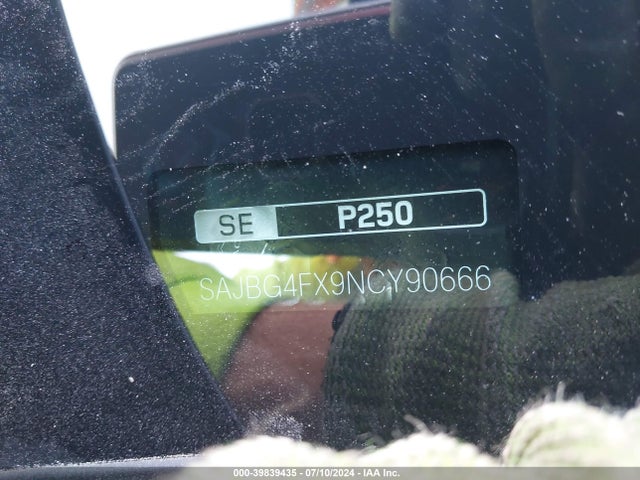 SE P250
SAJBG4FX9NCY90666
000-39839435 - 07/10/2024 - IAA Inc.